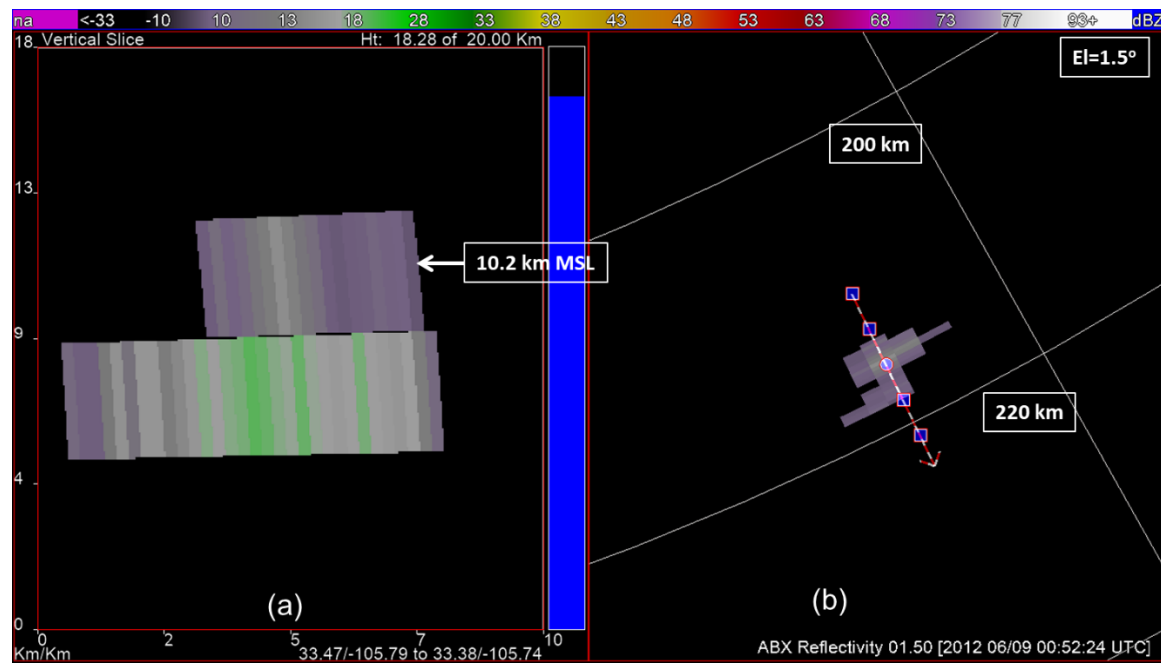 na <-33 -10 10 13 18 28 33 38 43 48 53 63 68 73 77 93+ dBZ
Vertical Slice Ht: 18.28 of 20.00 Km
El=1.5º
18
200 km
13
10.2 km MSL
9
220 km
4
(a)
(b)
0
0 2 5 7 10
Km/Km 33.47/-105.79 to 33.38/-105.74
ABX Reflectivity 01.50 [2012 06/09 00:52:24 UTC]